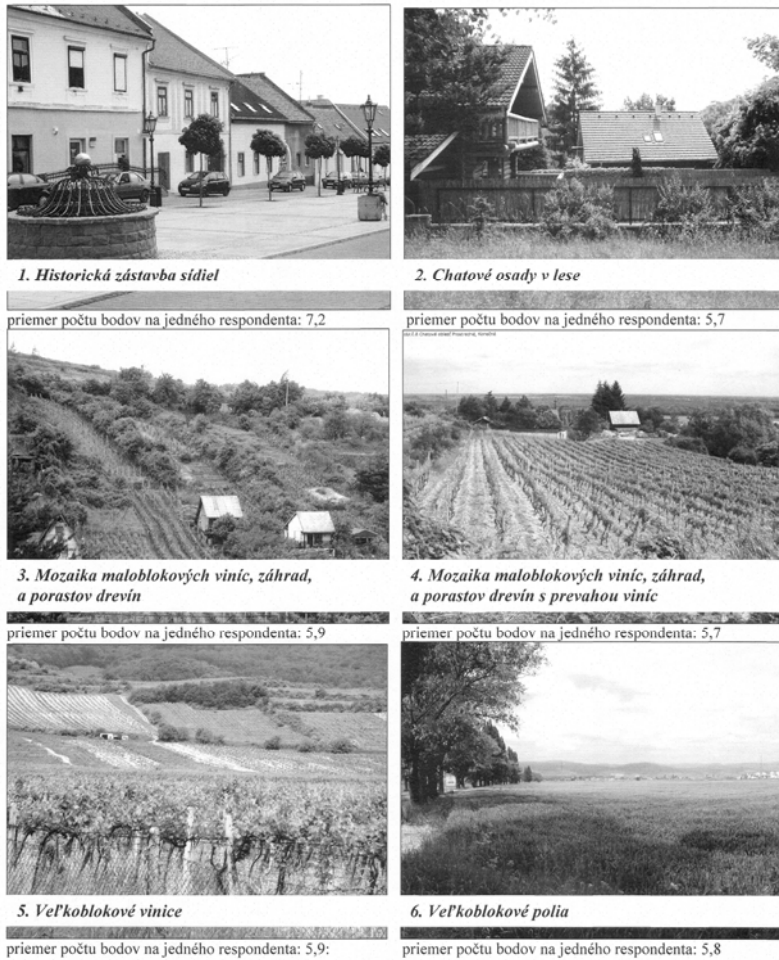 1. Historická zástavba sídiel
priemer počtu bodov na jedného respondenta: 7,2
2. Chatové osady v lese
priemer počtu bodov na jedného respondenta: 5,7
3. Mozaika maloblokových viníc, záhrad,
a porastov drevín
priemer počtu bodov na jedného respondenta: 5,9
4. Mozaika maloblokových viníc, záhrad,
a porastov drevín s prevahou viníc
priemer počtu bodov na jedného respondenta: 5,7
5. Veľkoblokové vinice
priemer počtu bodov na jedného respondenta: 5,9:
6. Veľkoblokové polia
priemer počtu bodov na jedného respondenta: 5,8